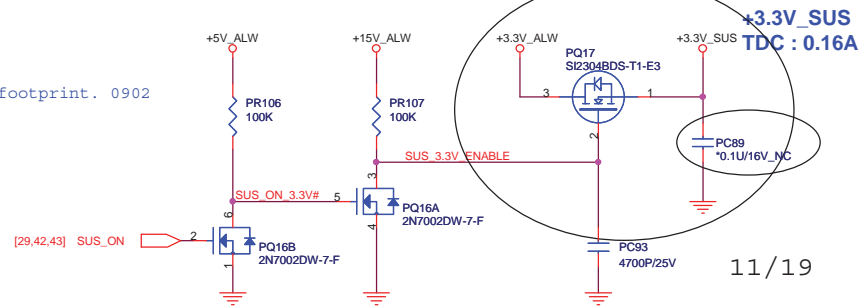 +3.3V_SUS
TDC : 0.16A
+5V_ALW
+15V_ALW
+3.3V_ALW
+3.3V_SUS
PQ17
SI2304BDS-T1-E3
footprint. 0902
PR106
100K
PR107
100K
3
1
2
PC89
*0.1U/16V_NC
SUS_3.3V_ENABLE
3
SUS_ON_3.3V#
5
PQ16A
2N7002DW-7-F
6
4
[29,42,43] SUS_ON
2
PQ16B
2N7002DW-7-F
1
PC93
4700P/25V
11/19